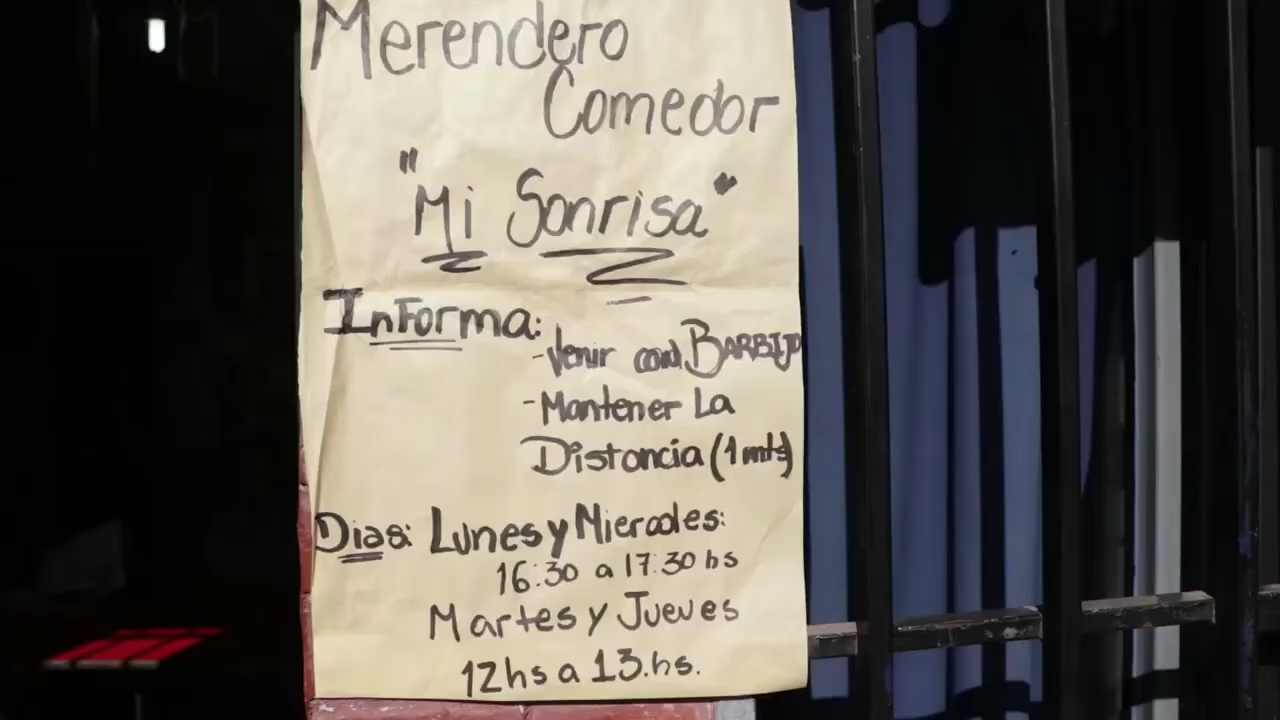 Merendero
Comedor
"Mi Sonrisa"
Informa:
-Venir con BARBIJO
-Mantener La
Distancia (1 mts)
Dias: Lunes y Miercoles:
16:30 a 17:30 hs
Martes y Jueves
12hs a 13.hs.